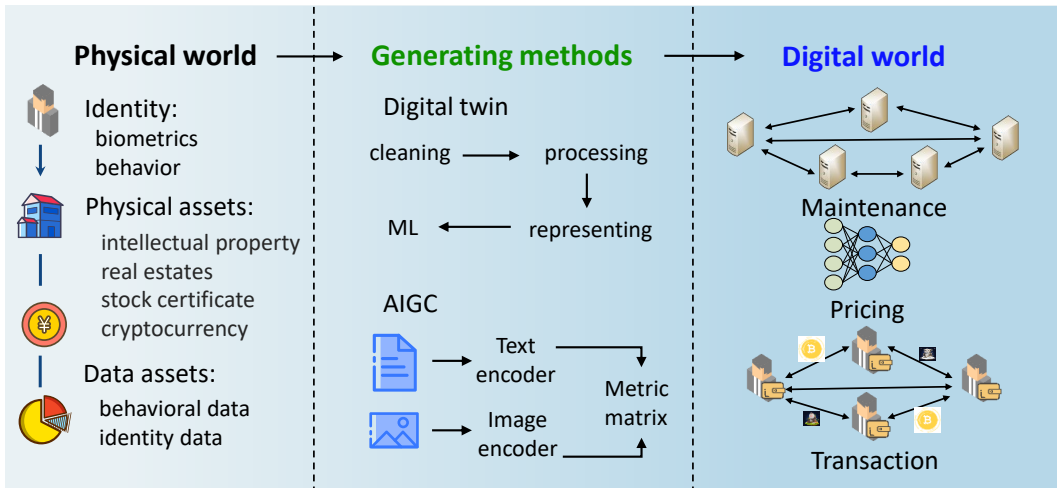 Physical world
Identity:
biometrics
behavior
Physical assets:
intellectual property
real estates
stock certificate
cryptocurrency
¥
Data assets:
behavioral data
identity data
Generating methods
Digital twin
cleaning
processing
ML
representing
AIGC
Text
encoder
Metric
matrix
Image
encoder
Digital world
Maintenance
Pricing
₿
₿
Transaction